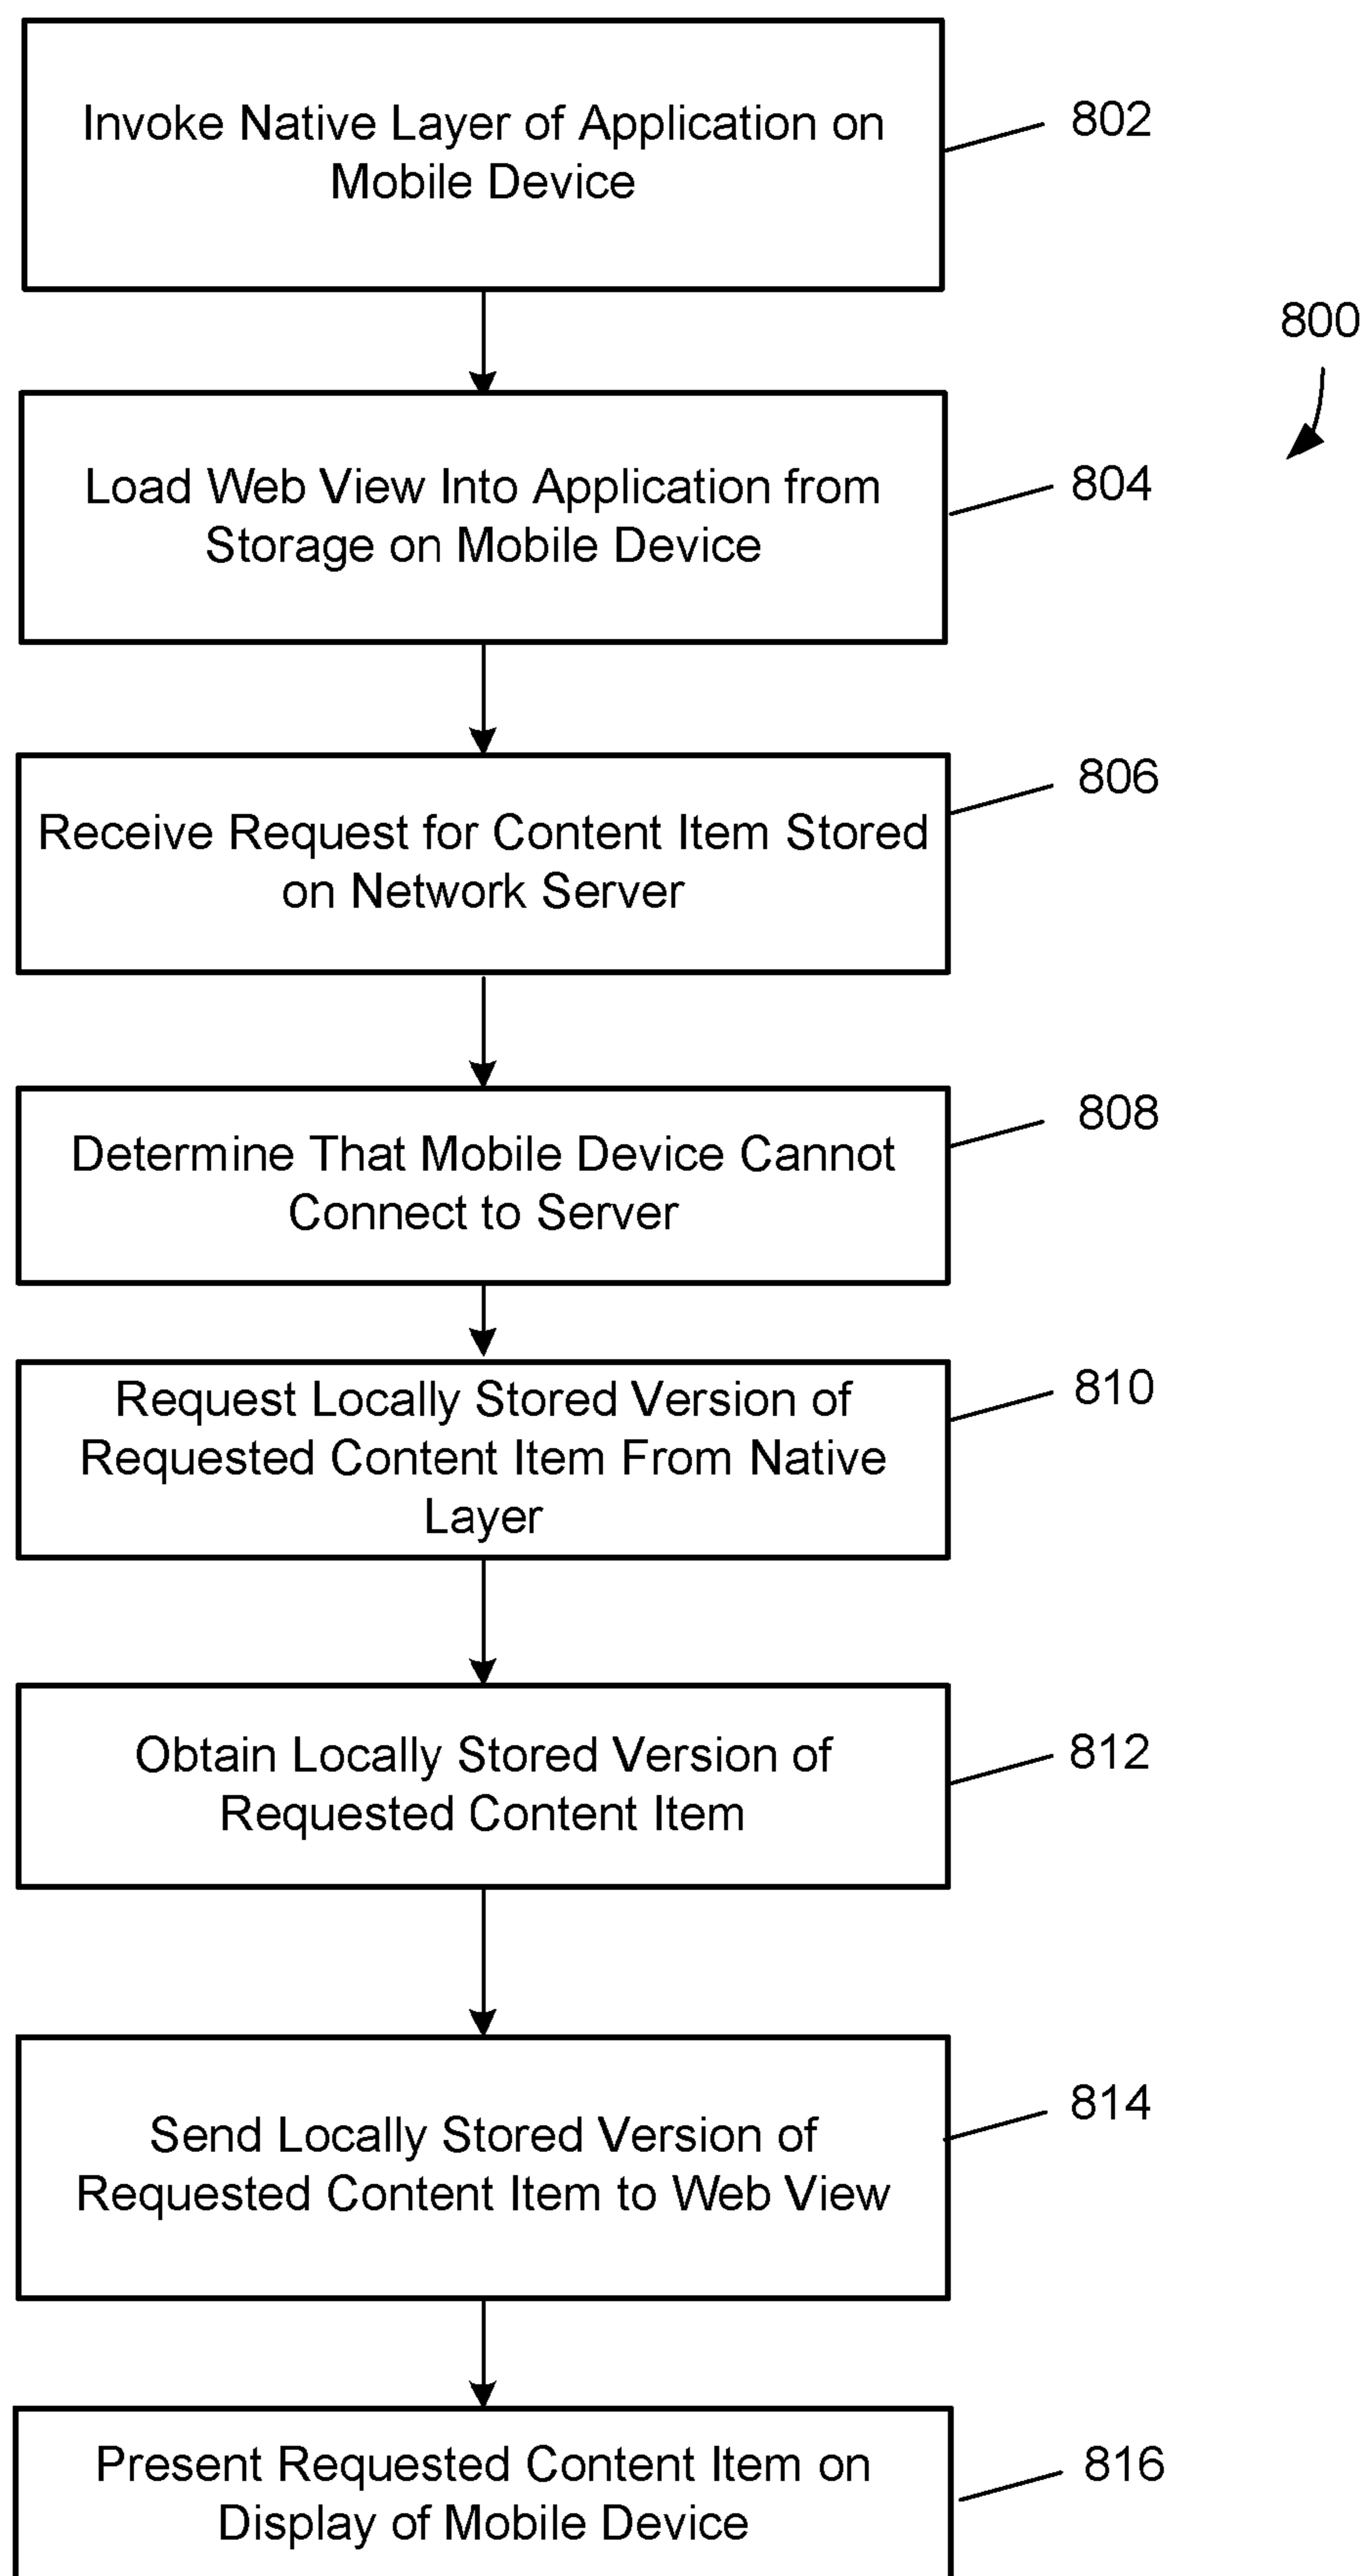 Invoke Native Layer of Application on
Mobile Device
802
800
Load Web View Into Application from
Storage on Mobile Device
804
Receive Request for Content Item Stored
on Network Server
806
Determine That Mobile Device Cannot
Connect to Server
808
Request Locally Stored Version of
Requested Content Item From Native
Layer
810
Obtain Locally Stored Version of
Requested Content Item
812
Send Locally Stored Version of
Requested Content Item to Web View
814
Present Requested Content Item on
Display of Mobile Device
816